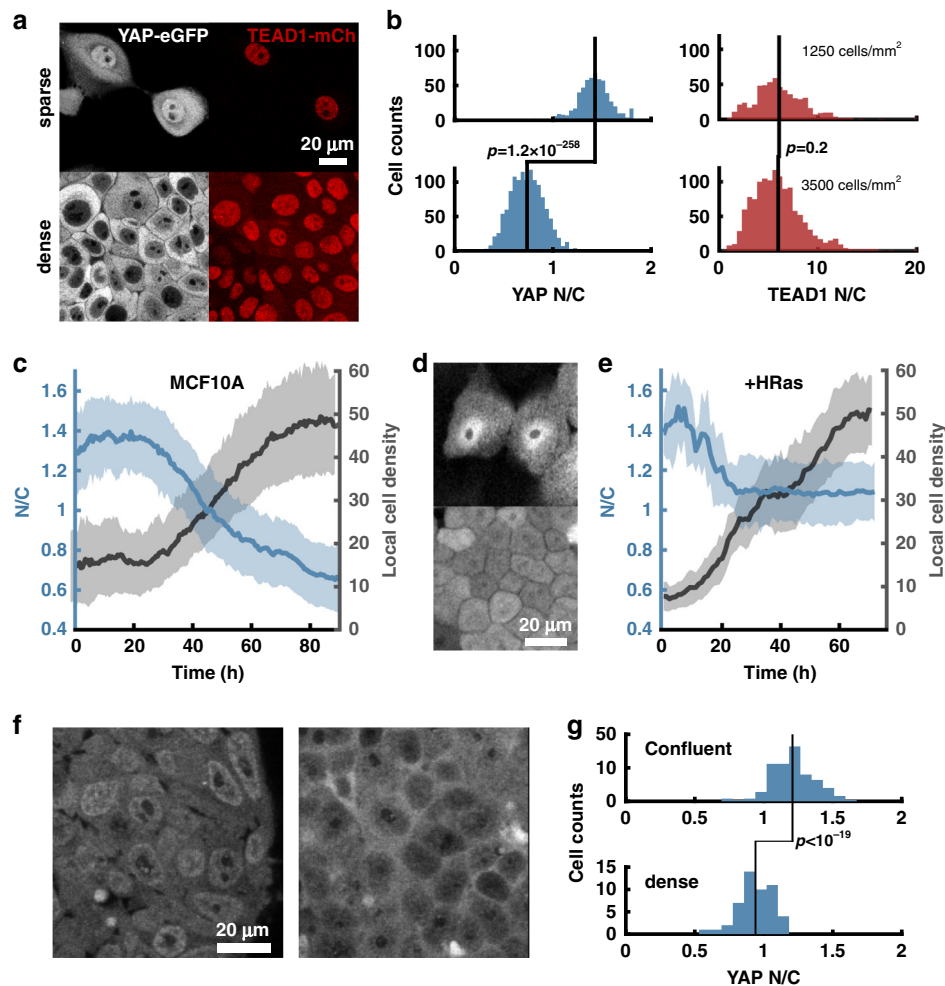 a
YAP-eGFP
TEAD1-mCh
sparse
20 μm
dense
b
Cell counts
100
50
0
100
50
0
0
1
2
YAP N/C
p=1.2×10⁻²⁵⁸
100
50
0
1250 cells/mm²
p=0.2
3500 cells/mm²
100
50
0
0
10
20
TEAD1 N/C
c
MCF10A
N/C
1.6
1.4
1.2
1
0.8
0.6
0.4
0
20
40
60
80
Time (h)
60
50
40
30
20
10
0
Local cell density
d
20 μm
e
+HRas
N/C
1.6
1.4
1.2
1
0.8
0.6
0.4
0
20
40
60
Time (h)
60
50
40
30
20
10
0
Local cell density
f
20 μm
g
Cell counts
50
10
0
Confluent
0
0.5
1
1.5
2
p<10⁻¹⁹
15
10
5
0
dense
0
0.5
1
1.5
2
YAP N/C